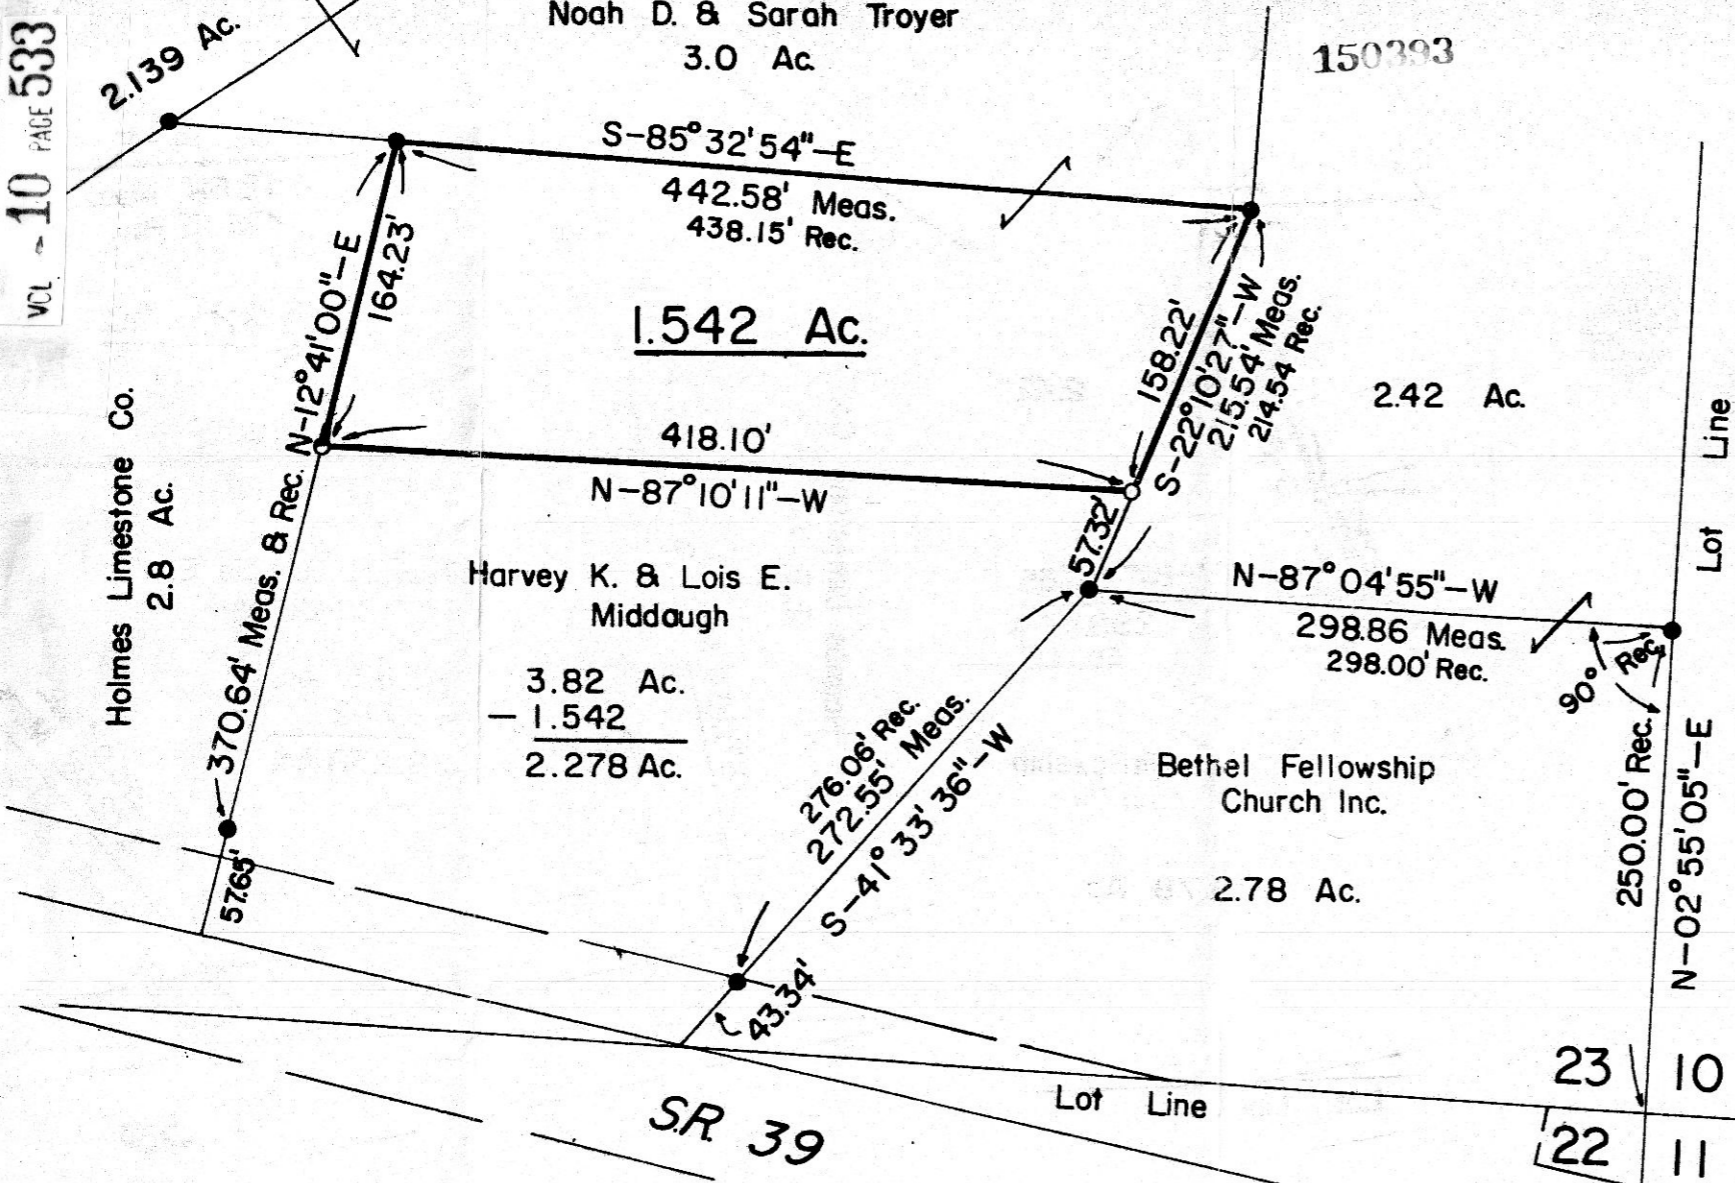 VOL - 10 PAGE 533
2.139 Ac.
Noah D. & Sarah Troyer
3.0 Ac.
150393
S-85°32'54"-E
442.58' Meas.
438.15' Rec.
N-12°41'00"-E
164.23'
1.542 Ac.
158.22'
S-22°10'27"-W
215.54' Meas.
214.54 Rec.
2.42 Ac.
Lot Line
Holmes Limestone Co.
2.8 Ac.
418.10'
N-87°10'11"-W
57.32'
370.64' Meas. & Rec.
Harvey K. & Lois E.
Middaugh
3.82 Ac.
- 1.542
2.278 Ac.
N-87°04'55"-W
298.86 Meas.
298.00' Rec.
90° Rec.
276.06' Rec.
272.55' Meas.
S-41°33'36"-W
Bethel Fellowship
Church Inc.
2.78 Ac.
250.00' Rec.
N-02°55'05"-E
57.65'
43.34'
23 10
Lot Line
S.R. 39
22 11